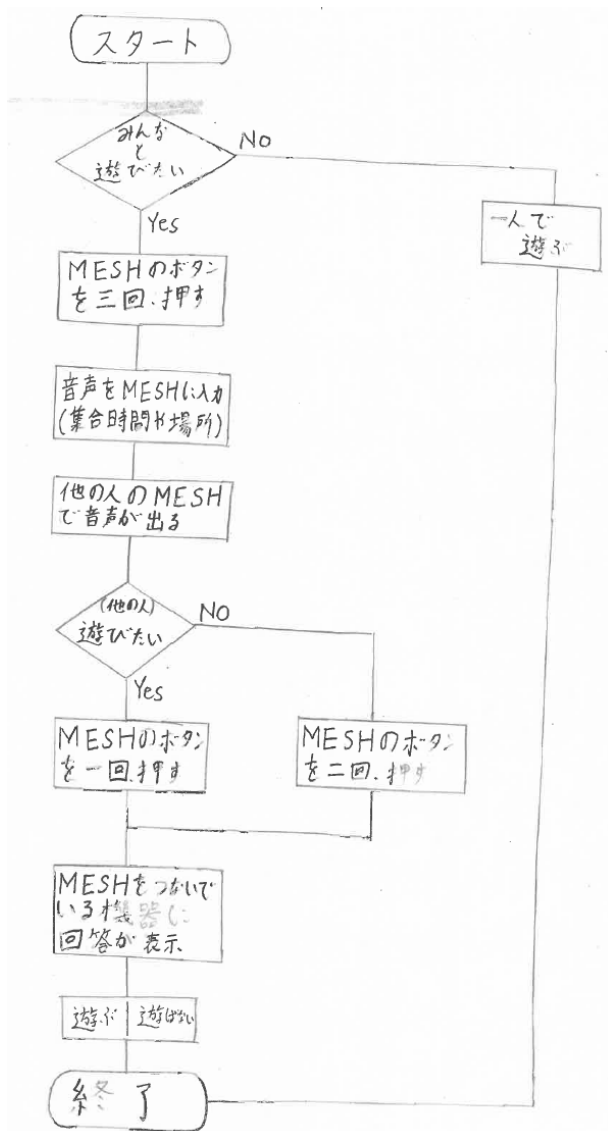 スタート
みんな
と
遊びたい
NO
Yes
一人で
遊ぶ
MESHのボタン
を三回、押す
音声をMESHに入力
(集合時間や場所)
他の人のMESH
で音声が出る
(他の人)
遊びたい
NO
Yes
MESHのボタン
を一回、押す
MESHのボタン
を二回、押す
MESHをつないで
いる機器に
回答が表示
遊ぶ
遊ばない
終了